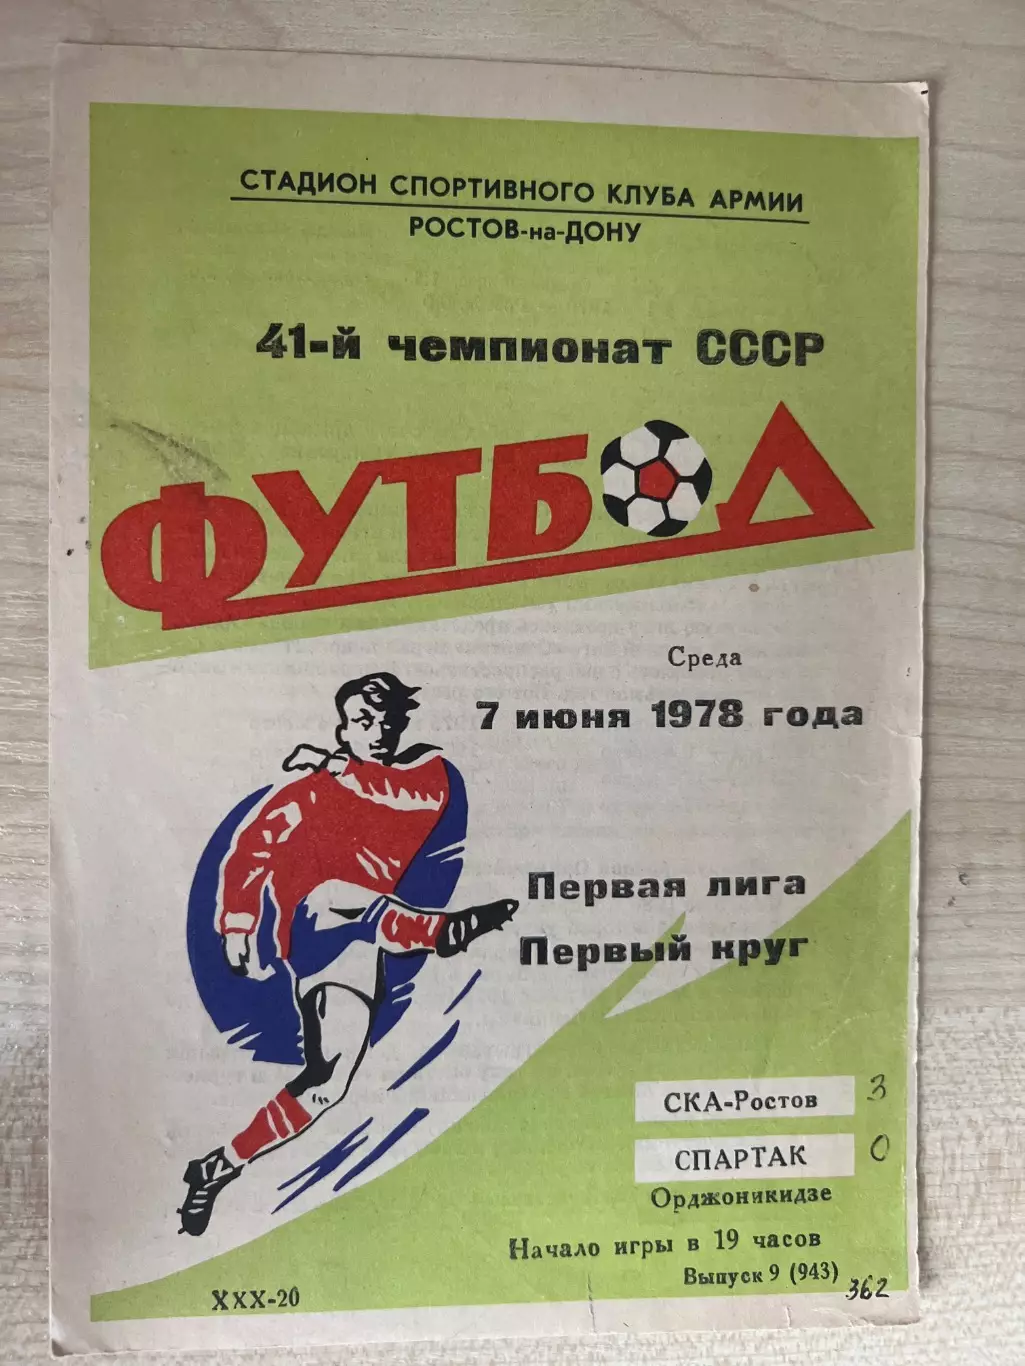 СТАДИОН СПОРТИВНОГО КЛУБА АРМИИ
РОСТОВ-на-ДОНУ
41-й чемпионат СССР
ФУТБОЛ
Среда
7 июня 1978 года
Первая лига
Первый круг
СКА-Ростов 3
СПАРТАК 0
Орджоникидзе
Начало игры в 19 часов
Выпуск 9 (943) 362
XXX-20